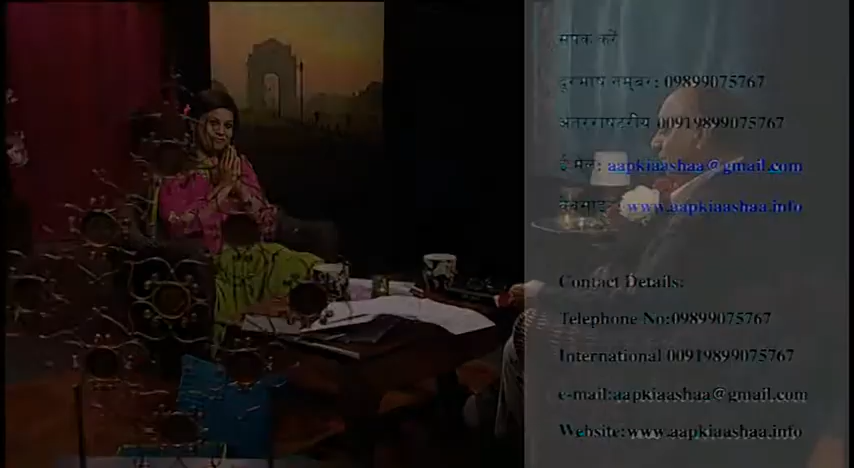 संपर्क करें
दूरभाष नम्बर: 09899075767
अंतरराष्ट्रीय 00919899075767
ई-मेल: aapkiaashaa@gmail.com
वेबसाइट: www.aapkiaashaa.info
Contact Details:
Telephone No:09899075767
International 00919899075767
e-mail:aapkiaashaa@gmail.com
Website:www.aapkiaashaa.info